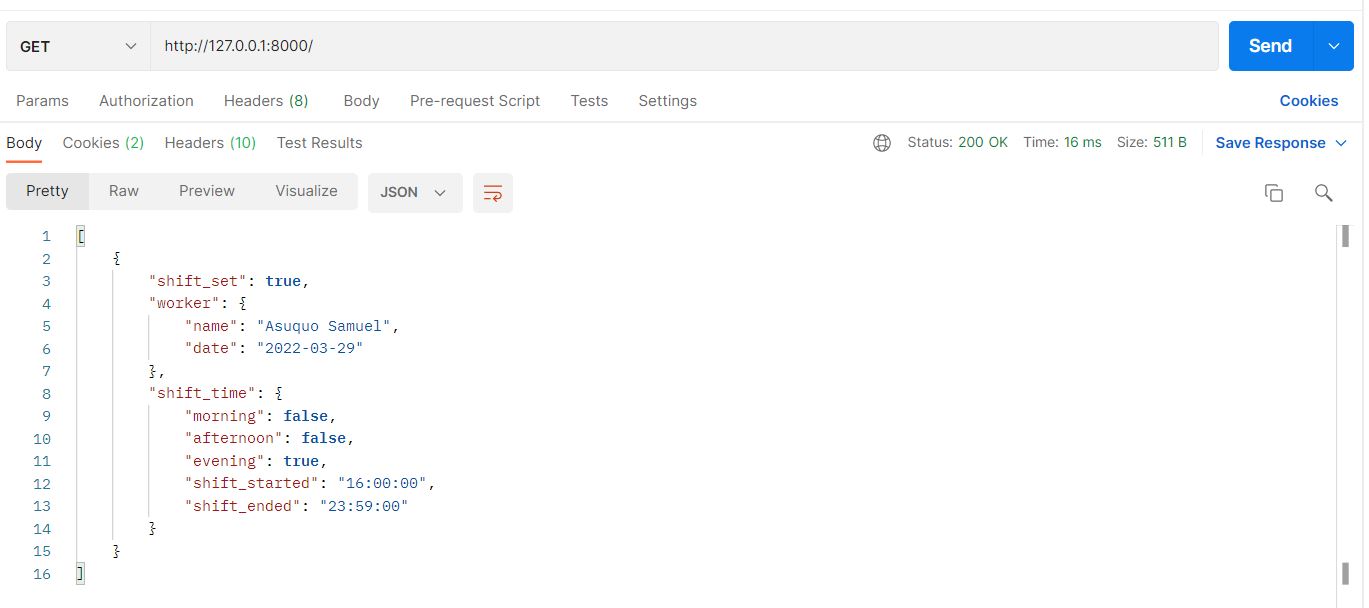 GET http://127.0.0.1:8000/ Send
Params Authorization Headers (8) Body Pre-request Script Tests Settings Cookies
Body Cookies (2) Headers (10) Test Results Status: 200 OK Time: 16 ms Size: 511 B Save Response
Pretty Raw Preview Visualize JSON
1 [
2 {
3 "shift_set": true,
4 "worker": {
5 "name": "Asuquo Samuel",
6 "date": "2022-03-29"
7 },
8 "shift_time": {
9 "morning": false,
10 "afternoon": false,
11 "evening": true,
12 "shift_started": "16:00:00",
13 "shift_ended": "23:59:00"
14 }
15 }
16 ]